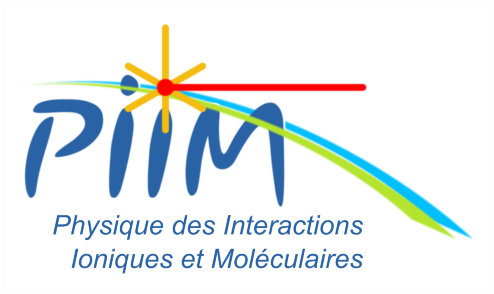 PiiM
Physique des Interactions
Ioniques et Moléculaires